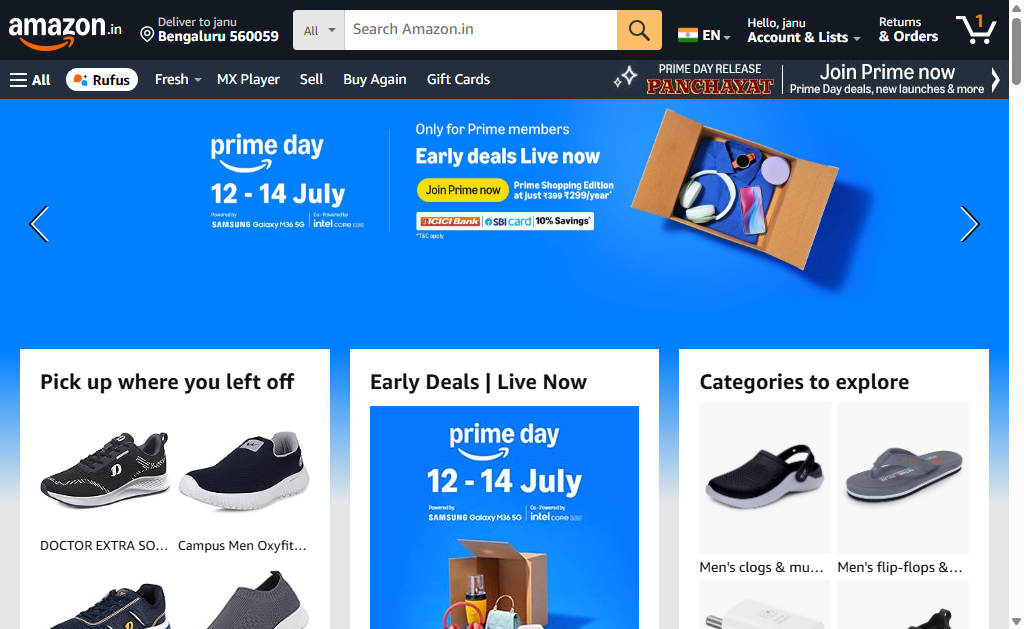 amazon.in
Deliver to janu
Bengaluru 560059
All
Search Amazon.in
EN
Hello, janu
Account & Lists
Returns
& Orders
1
All
Rufus
Fresh
MX Player
Sell
Buy Again
Gift Cards
PRIME DAY RELEASE
PANCHAYAT
Join Prime now
Prime Day deals, new launches & more
prime day
12 - 14 July
Powered by
SAMSUNG Galaxy M36 5G
Co - Powered by
intel CORE
Only for Prime members
Early deals Live now
Join Prime now
Prime Shopping Edition
at just ₹399 ₹299/year*
ICICI Bank
SBI card
10% Savings*
*T&C apply
Pick up where you left off
DOCTOR EXTRA SO...
Campus Men Oxyfit...
Early Deals | Live Now
prime day
12 - 14 July
Powered by
SAMSUNG Galaxy M36 5G
Co - Powered by
intel CORE
Categories to explore
Men's clogs & mu...
Men's flip-flops &...